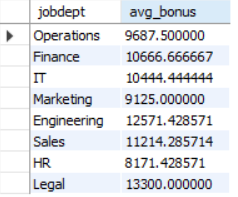 jobdept avg_bonus
Operations 9687.500000
Finance 10666.666667
IT 10444.444444
Marketing 9125.000000
Engineering 12571.428571
Sales 11214.285714
HR 8171.428571
Legal 13300.000000